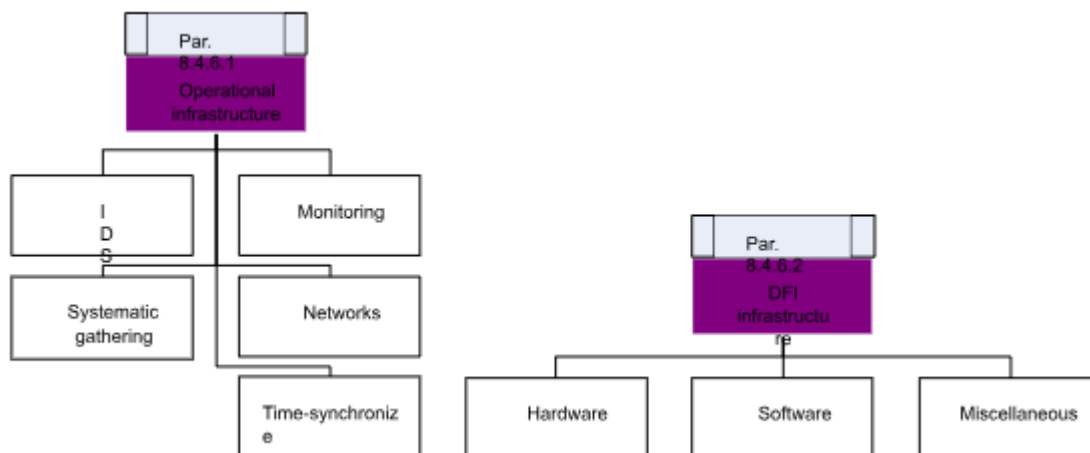 Par.
8.4.6.1
Operational
infrastructure
I
D
S
Monitoring
Systematic
gathering
Networks
Time-synchroniz
e
Par.
8.4.6.2
DFI
infrastructu
re
Hardware
Software
Miscellaneous